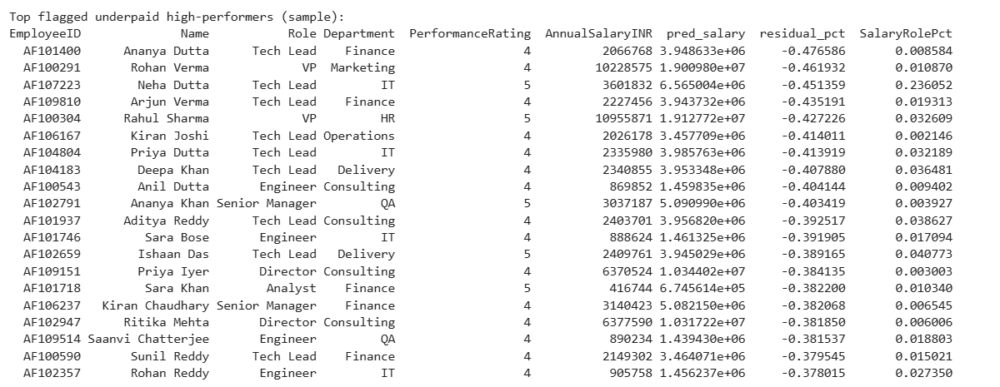 Top flagged underpaid high-performers (sample):
EmployeeID Name Role Department PerformanceRating AnnualSalaryINR pred_salary residual_pct SalaryRolePct
AF101400 Ananya Dutta Tech Lead Finance 4 2066768 3.948633e+06 -0.476586 0.008584
AF100291 Rohan Verma VP Marketing 4 10228575 1.900980e+07 -0.461932 0.010870
AF107223 Neha Dutta Tech Lead IT 5 3601832 6.565004e+06 -0.451359 0.236052
AF109810 Arjun Verma Tech Lead Finance 4 2227456 3.943732e+06 -0.435191 0.019313
AF100304 Rahul Sharma VP HR 5 10955871 1.912772e+07 -0.427226 0.032609
AF106167 Kiran Joshi Tech Lead Operations 4 2026178 3.457709e+06 -0.414011 0.002146
AF104804 Priya Dutta Tech Lead IT 4 2335980 3.985763e+06 -0.413919 0.032189
AF104183 Deepa Khan Tech Lead Delivery 4 2340855 3.953348e+06 -0.407880 0.036481
AF100543 Anil Dutta Engineer Consulting 4 869852 1.459835e+06 -0.404144 0.009402
AF102791 Ananya Khan Senior Manager QA 5 3037187 5.090990e+06 -0.403419 0.003927
AF101937 Aditya Reddy Tech Lead Consulting 4 2403701 3.956820e+06 -0.392517 0.038627
AF101746 Sara Bose Engineer IT 4 888624 1.461325e+06 -0.391905 0.017094
AF102659 Ishaan Das Tech Lead Delivery 5 2409761 3.945029e+06 -0.389165 0.040773
AF109151 Priya Iyer Director Consulting 4 6370524 1.034402e+07 -0.384135 0.003003
AF101718 Sara Khan Analyst Finance 5 416744 6.745614e+05 -0.382200 0.010340
AF106237 Kiran Chaudhary Senior Manager Finance 4 3140423 5.082150e+06 -0.382068 0.006545
AF102947 Ritika Mehta Director Consulting 4 6377590 1.031722e+07 -0.381850 0.006006
AF109514 Saanvi Chatterjee Engineer QA 4 890234 1.439430e+06 -0.381537 0.018803
AF100590 Sunil Reddy Tech Lead Finance 4 2149302 3.464071e+06 -0.379545 0.015021
AF102357 Rohan Reddy Engineer IT 4 905758 1.456237e+06 -0.378015 0.027350